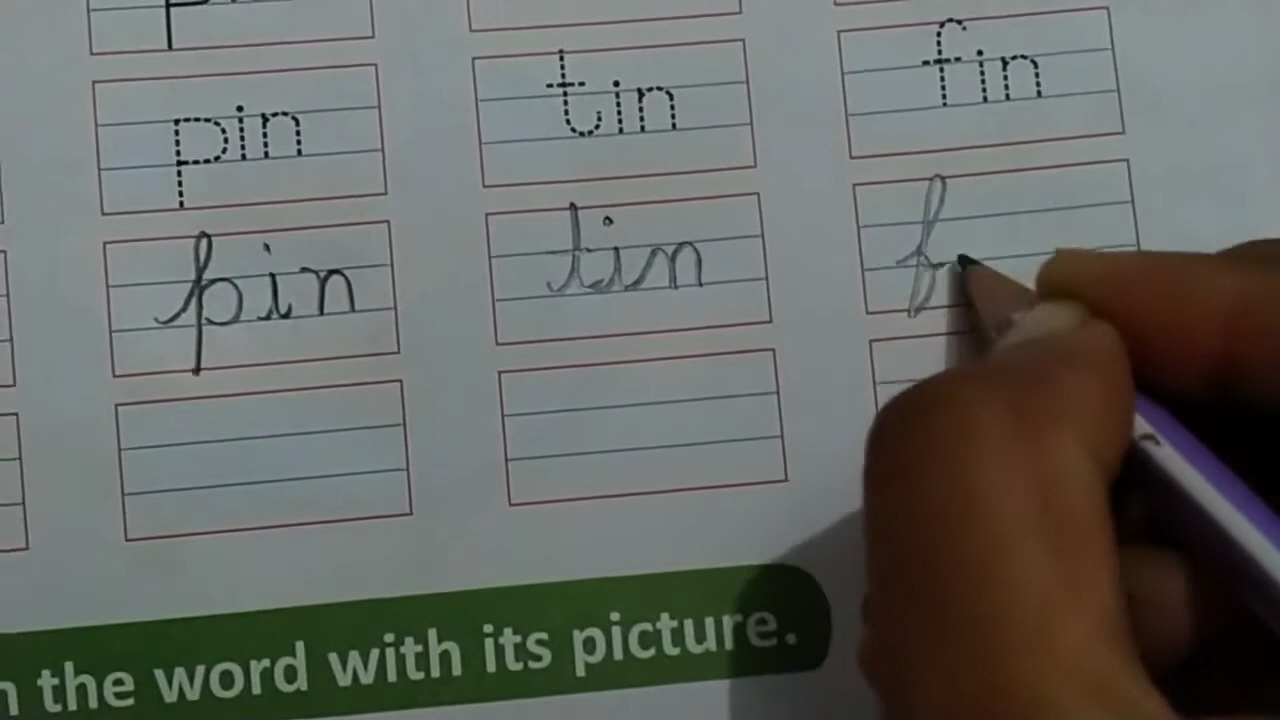 pin tin fin
pin tin f
the word with its picture.